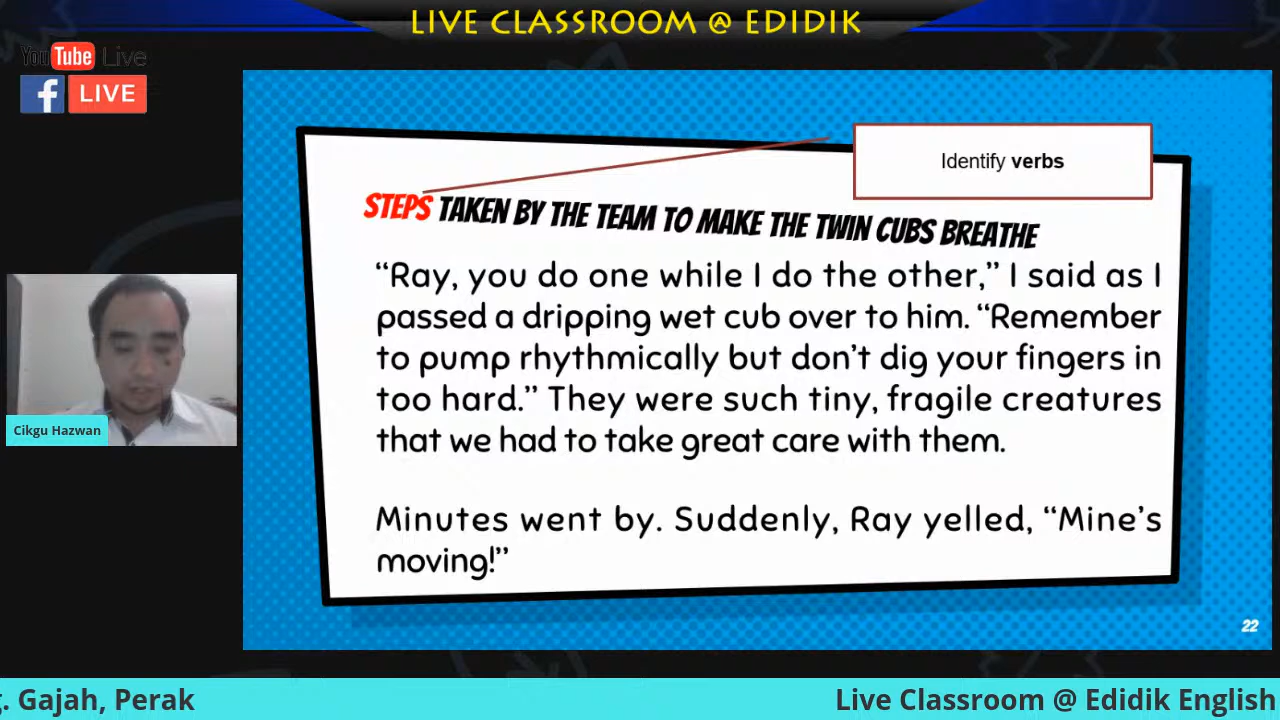 LIVE CLASSROOM @ EDIDIK
YouTube Live
f LIVE
Identify verbs
STEPS TAKEN BY THE TEAM TO MAKE THE TWIN CUBS BREATHE
“Ray, you do one while I do the other,” I said as I
passed a dripping wet cub over to him. “Remember
to pump rhythmically but don’t dig your fingers in
too hard.” They were such tiny, fragile creatures
that we had to take great care with them.
Minutes went by. Suddenly, Ray yelled, “Mine’s
moving!”
Cikgu Hazwan
22
. Gajah, Perak
Live Classroom @ Edidik English